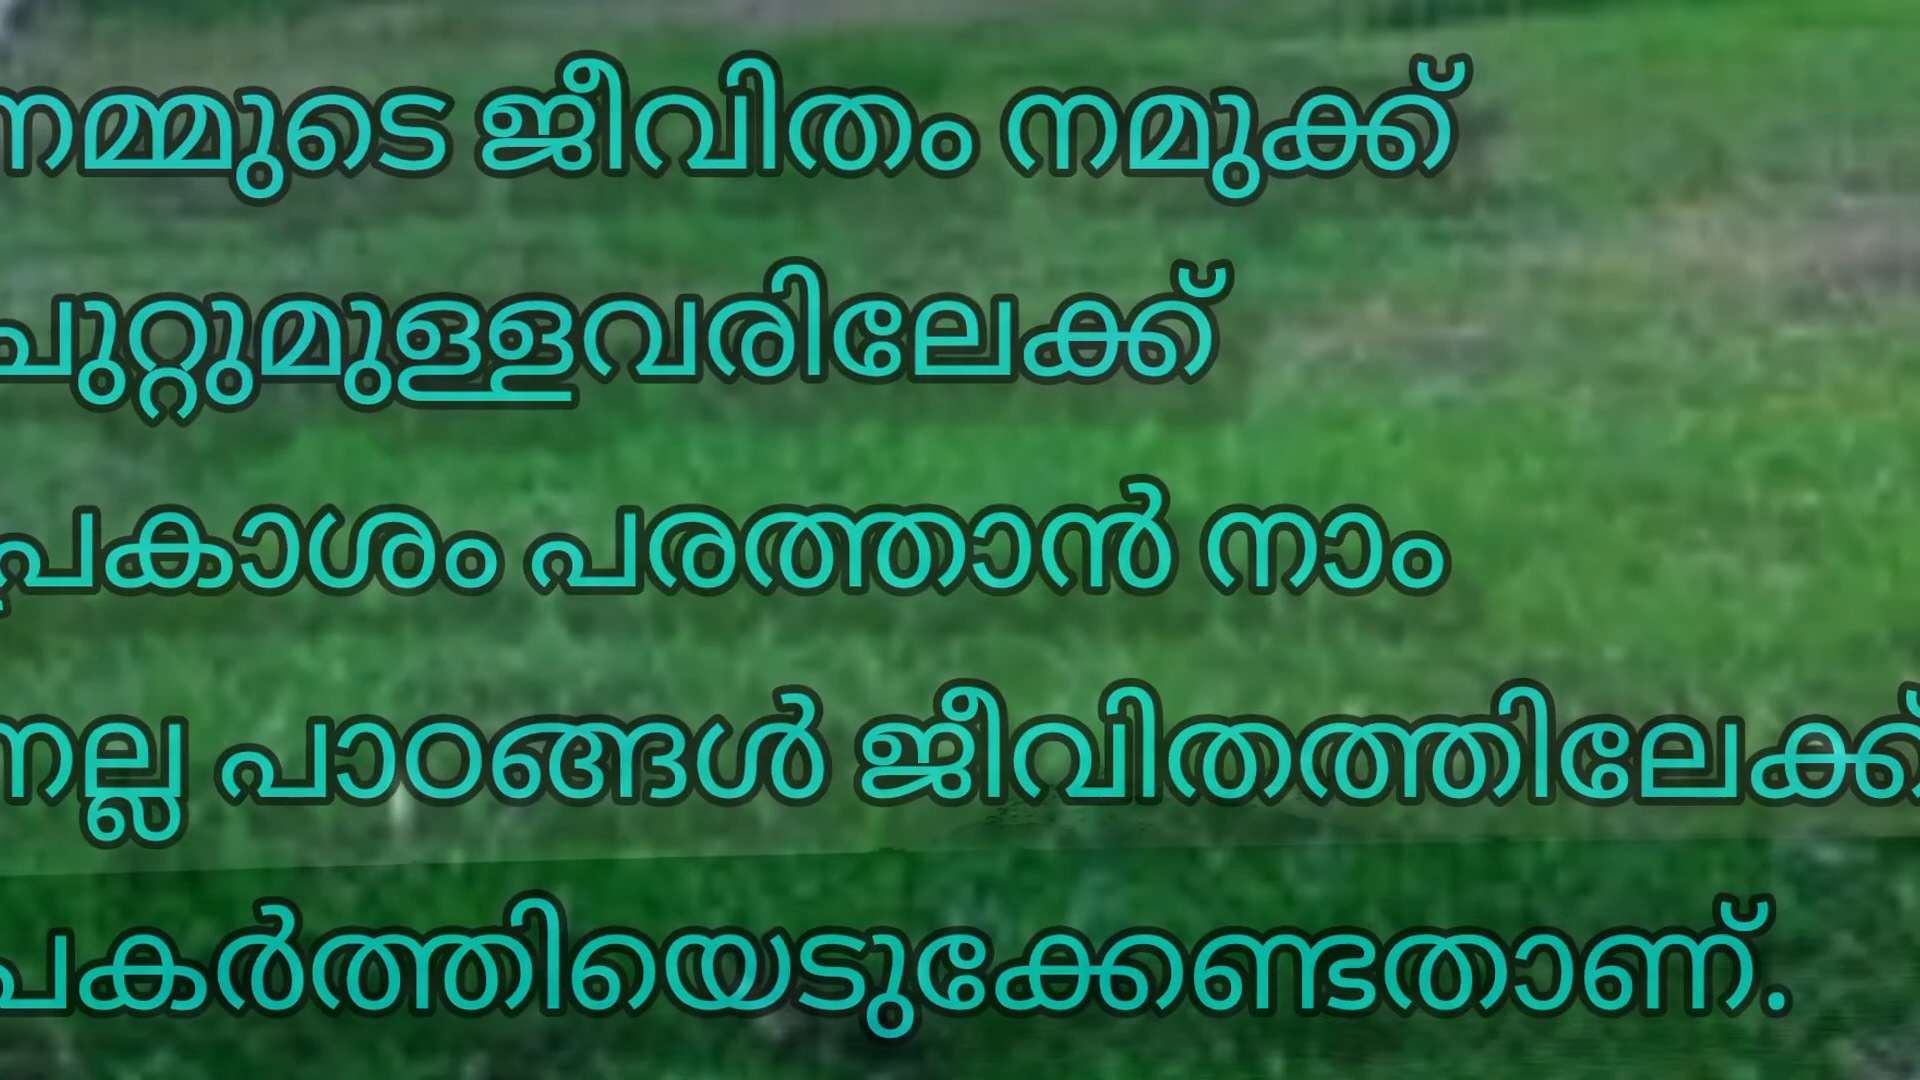 നമ്മുടെ ജീവിതം നമുക്ക്
ചുറ്റുമുള്ളവരിലേക്ക്
പ്രകാശം പരത്താൻ നാം
നല്ല പാഠങ്ങൾ ജീവിതത്തിലേക്ക്
പകർത്തിയെടുക്കേണ്ടതാണ്.